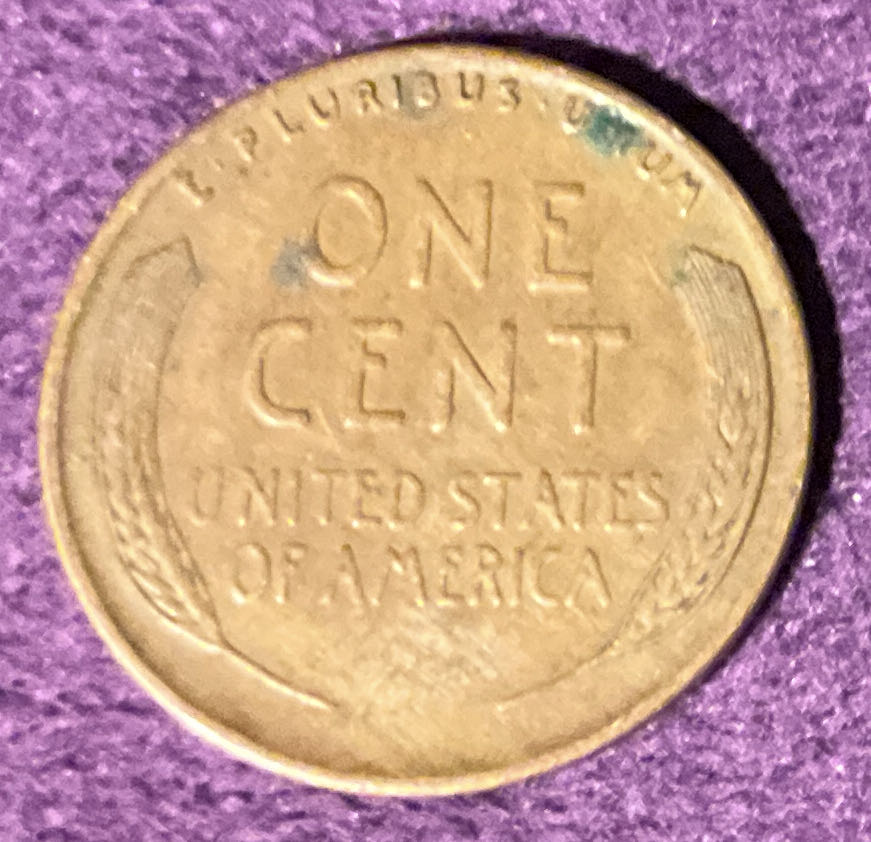 E · PLURIBUS · UNUM
ONE
CENT
UNITED STATES
OF AMERICA